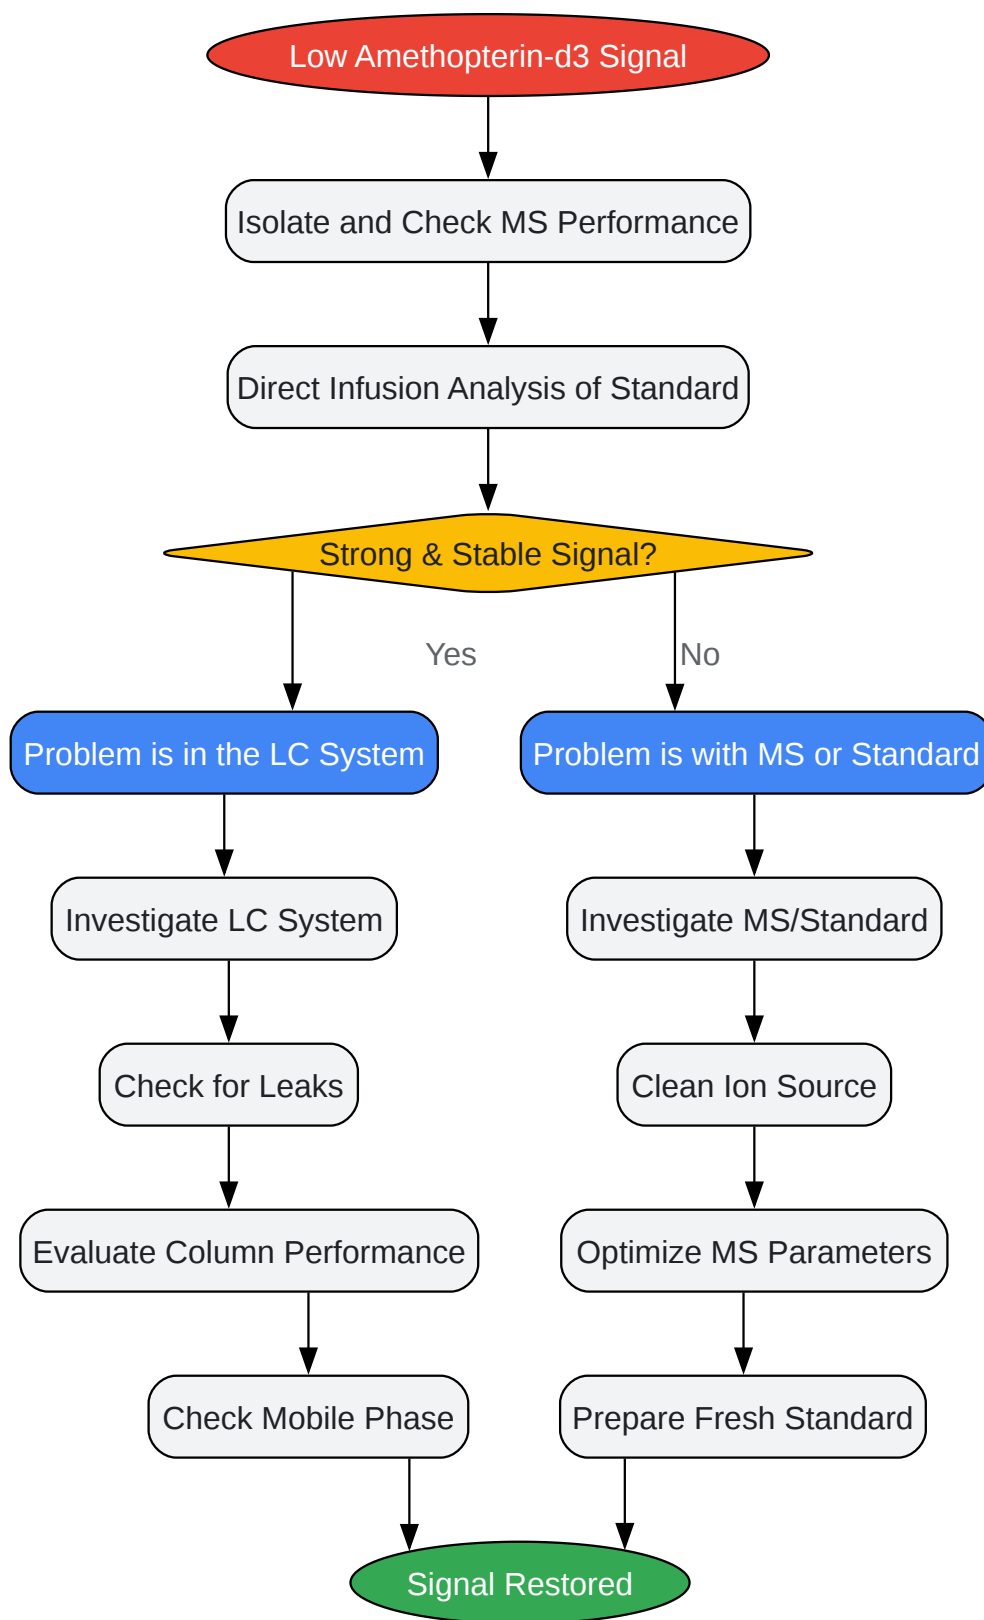 Low Amethopterin-d3 Signal
Isolate and Check MS Performance
Direct Infusion Analysis of Standard
Strong & Stable Signal?
Yes
No
Problem is in the LC System
Problem is with MS or Standard
Investigate LC System
Investigate MS/Standard
Check for Leaks
Clean Ion Source
Evaluate Column Performance
Optimize MS Parameters
Check Mobile Phase
Prepare Fresh Standard
Signal Restored